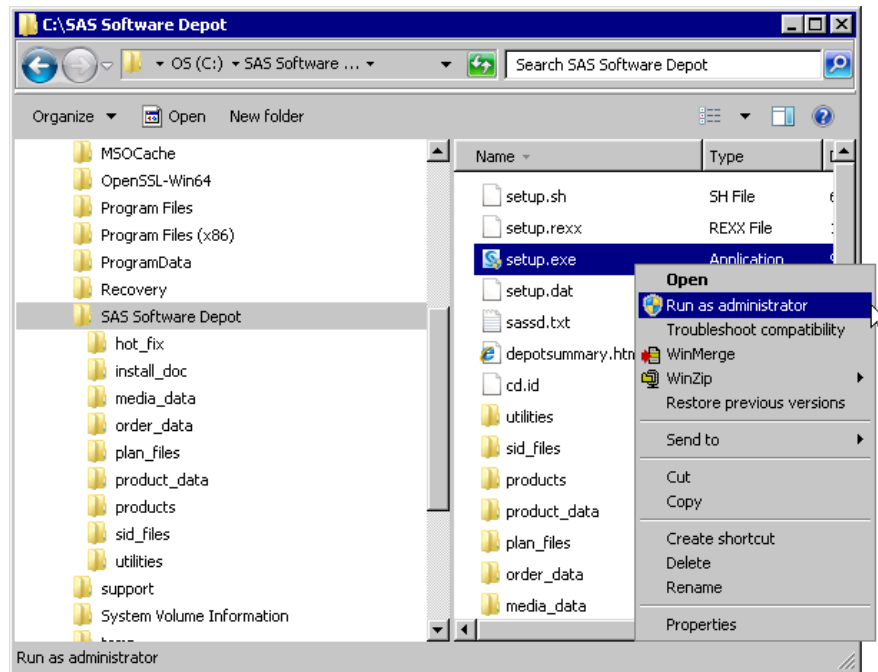 C:\SAS Software Depot
OS (C:) SAS Software ...
Search SAS Software Depot
Organize Open New folder
MSOCache
OpenSSL-Win64
Program Files
Program Files (x86)
ProgramData
Recovery
SAS Software Depot
hot_fix
install_doc
media_data
order_data
plan_files
product_data
products
sid_files
utilities
support
System Volume Information
Name Type
setup.sh SH File
setup.rexx REXX File
setup.exe Application
setup.dat
sassd.txt
depotsummary.htm
cd.id
utilities
sid_files
products
product_data
plan_files
order_data
media_data
Open
Run as administrator
Troubleshoot compatibility
WinMerge
WinZip
Restore previous versions
Send to
Cut
Copy
Create shortcut
Delete
Rename
Properties
Run as administrator